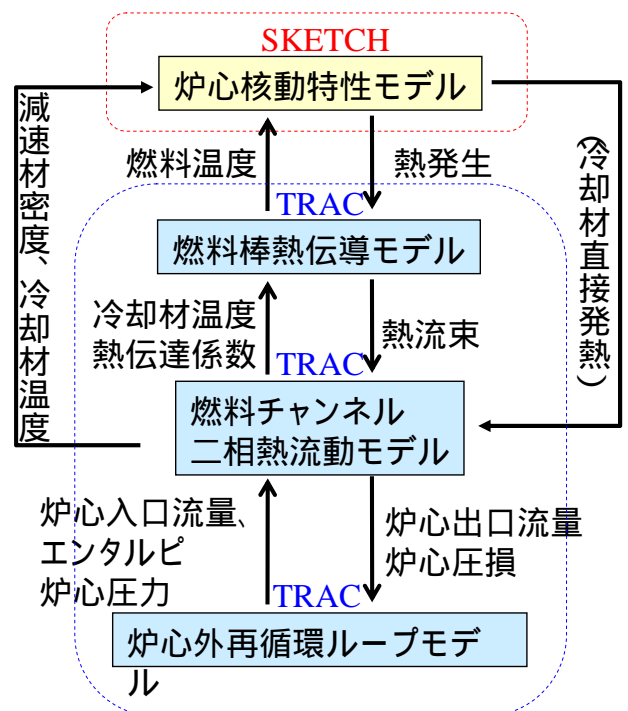 SKETCH
炉心核動特性モデル
燃料温度
熱発生
TRAC
燃料棒熱伝導モデル
冷却材温度
熱伝達係数
熱流束
TRAC
燃料チャンネル
二相熱流動モデル
炉心入口流量、
エンタルピ
炉心圧力
炉心出口流量
炉心圧損
TRAC
炉心外再循環ループモデ
ル
減速材密度、冷却材温度
(冷却材直接発熱)